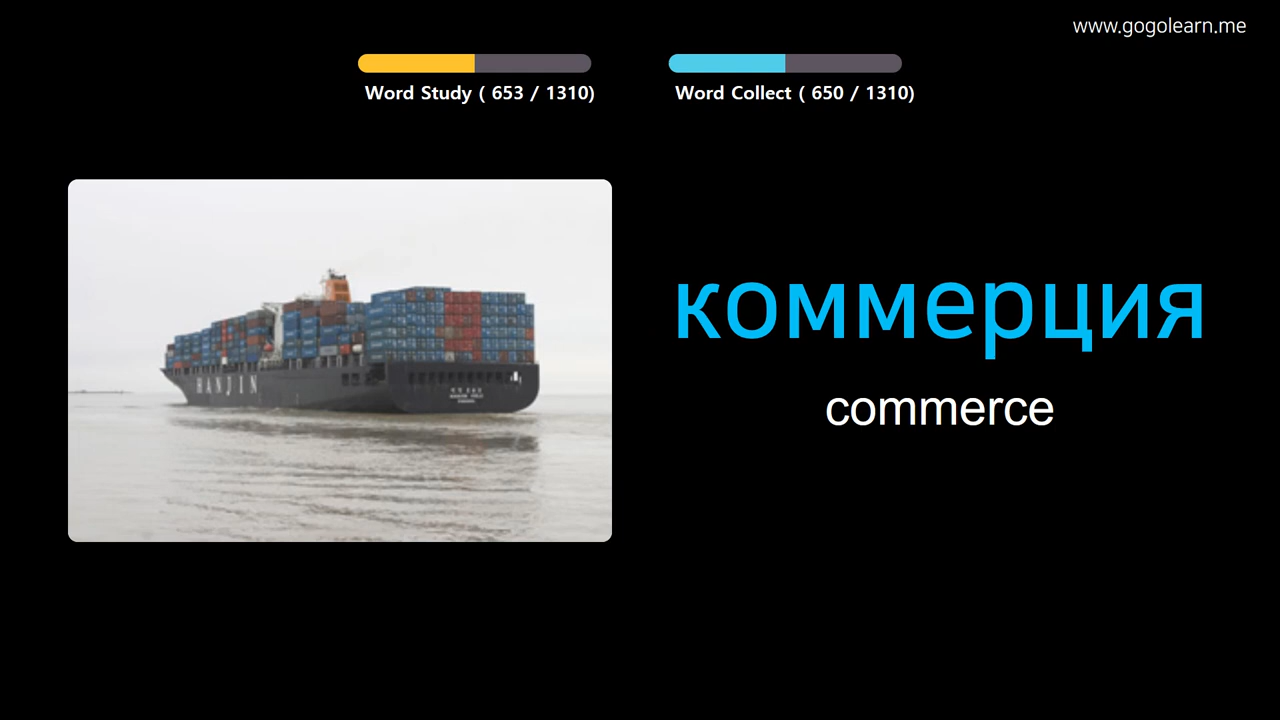 www.gogolearn.me
Word Study ( 653 / 1310)
Word Collect ( 650 / 1310)
коммерция
commerce
HANJIN